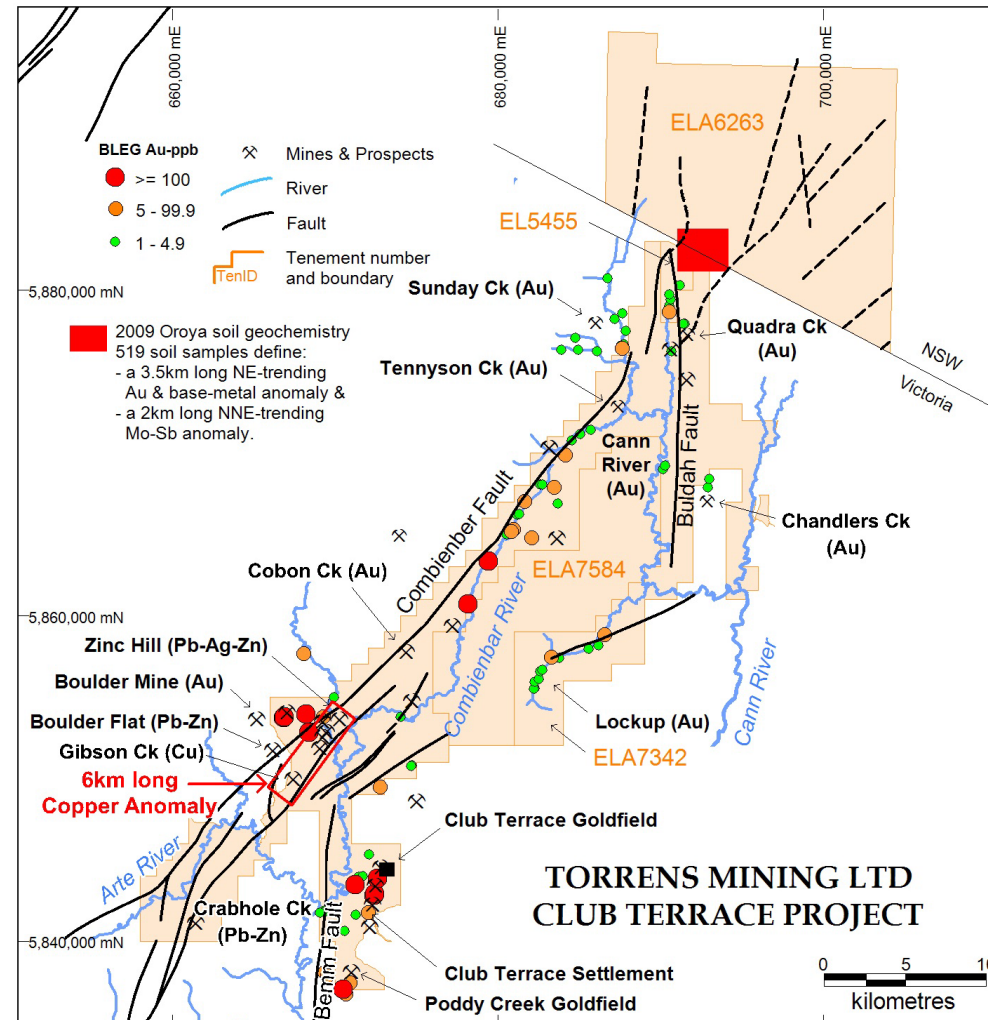 660,000 mE
680,000 mE
700,000 mE
BLEG Au-ppb
>= 100
5 - 99.9
1 - 4.9
Mines & Prospects
River
Fault
TenID
Tenement number
and boundary
ELA6263
EL5455
5,880,000 mN
Sunday Ck (Au)
Quadra Ck
(Au)
NSW
Victoria
2009 Oroya soil geochemistry
519 soil samples define:
- a 3.5km long NE-trending
Au & base-metal anomaly &
- a 2km long NNE-trending
Mo-Sb anomaly.
Tennyson Ck (Au)
Cann
River
(Au)
Buldah Fault
Combienber Fault
Chandlers Ck
(Au)
ELA7584
Cobon Ck (Au)
5,860,000 mN
Combienbar River
Cann River
Zinc Hill (Pb-Ag-Zn)
Boulder Mine (Au)
Boulder Flat (Pb-Zn)
Gibson Ck (Cu)
6km long
Copper Anomaly
Lockup (Au)
ELA7342
Arte River
Club Terrace Goldfield
TORRENS MINING LTD
CLUB TERRACE PROJECT
Crabhole Ck
(Pb-Zn)
Bemm Fault
5,840,000 mN
Club Terrace Settlement
Poddy Creek Goldfield
0 5 10
kilometres